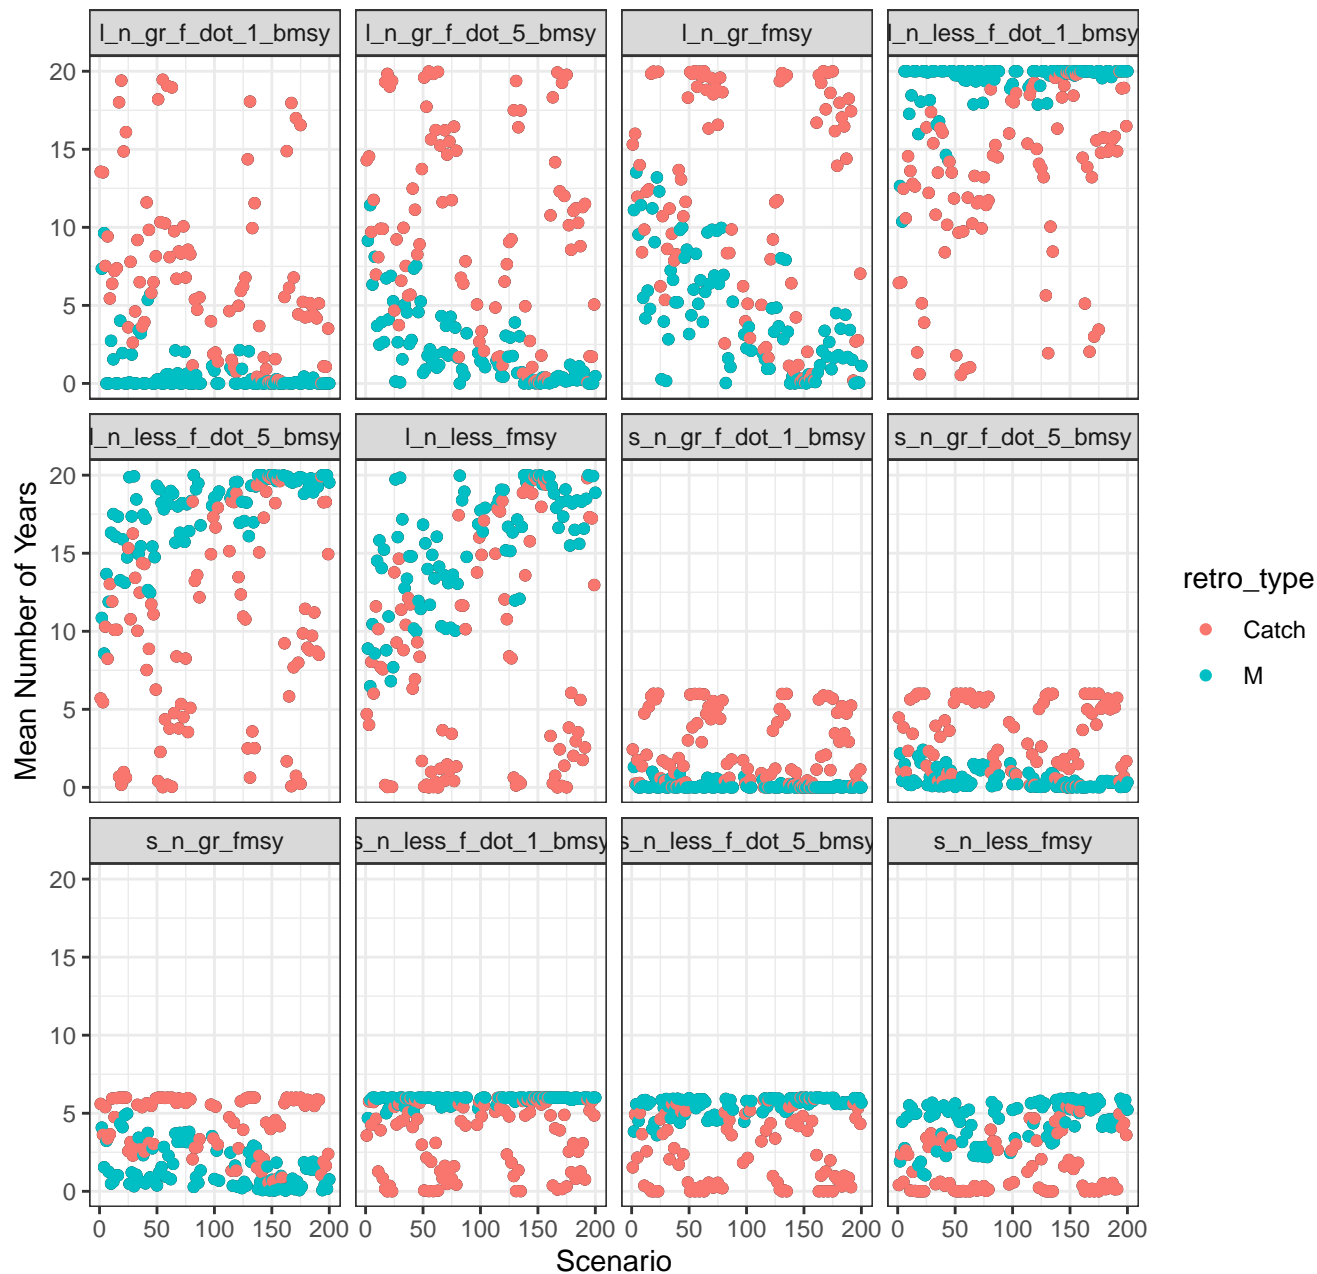 l_n_gr_f_dot_1_bmsy
l_n_gr_f_dot_5_bmsy
l_n_gr_fmsy
l_n_less_f_dot_1_bmsy
20
15
10
5
0
l_n_less_f_dot_5_bmsy
l_n_less_fmsy
s_n_gr_f_dot_1_bmsy
s_n_gr_f_dot_5_bmsy
20
15
10
5
0
Mean Number of Years
s_n_gr_fmsy
s_n_less_f_dot_1_bmsy
s_n_less_f_dot_5_bmsy
s_n_less_fmsy
20
15
10
5
0
0 50 100 150 200
0 50 100 150 200
0 50 100 150 200
0 50 100 150 200
Scenario
retro_type
Catch
M